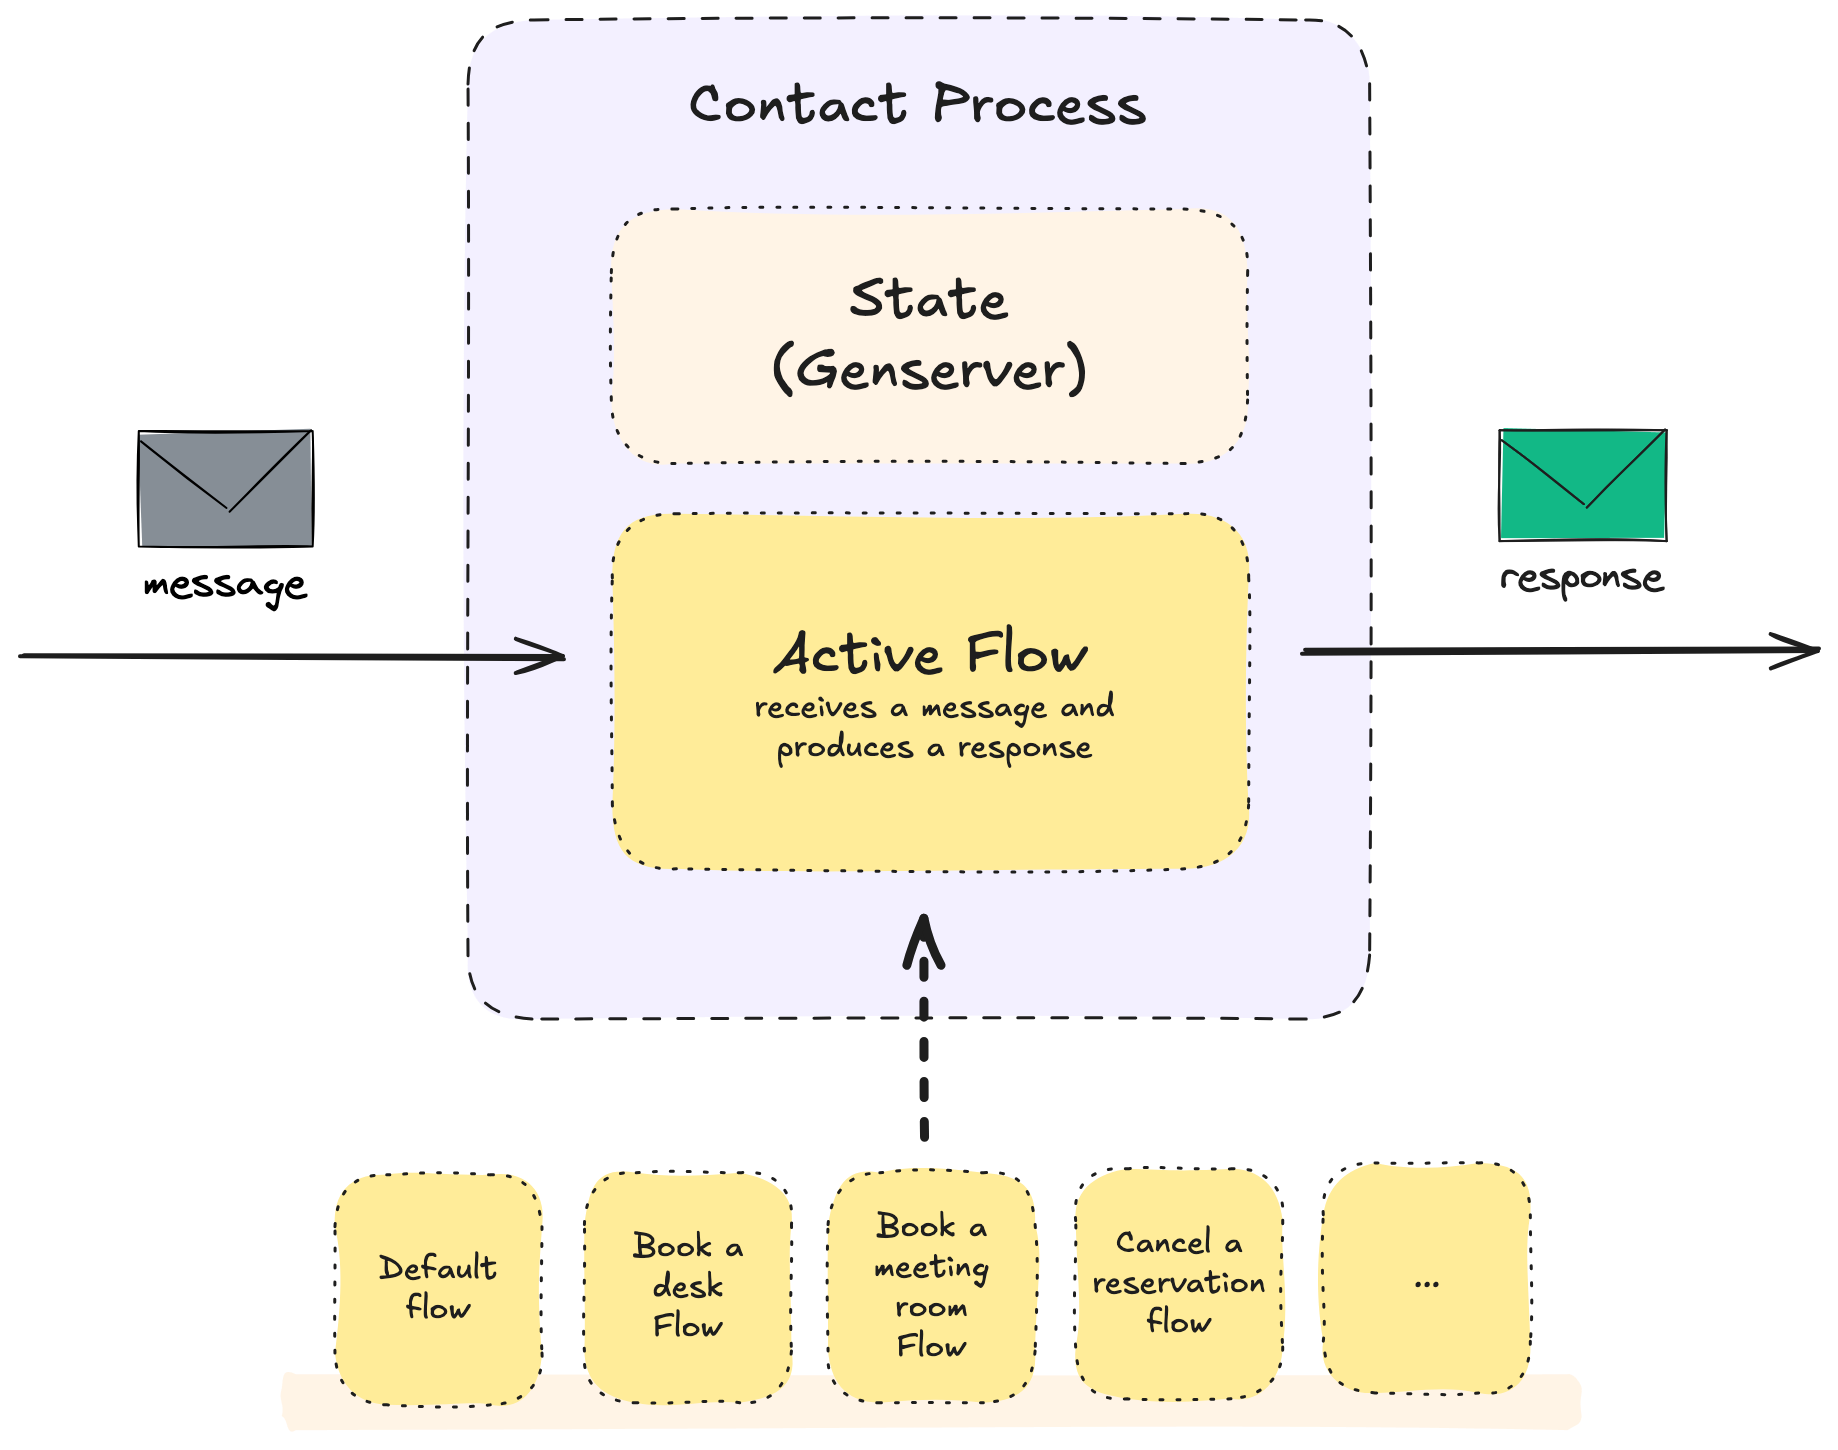 Contact Process
State
(Genserver)
message
response
Active Flow
receives a message and
produces a response
Default
flow
Book a
desk
Flow
Book a
meeting
room
Flow
Cancel a
reservation
flow
...